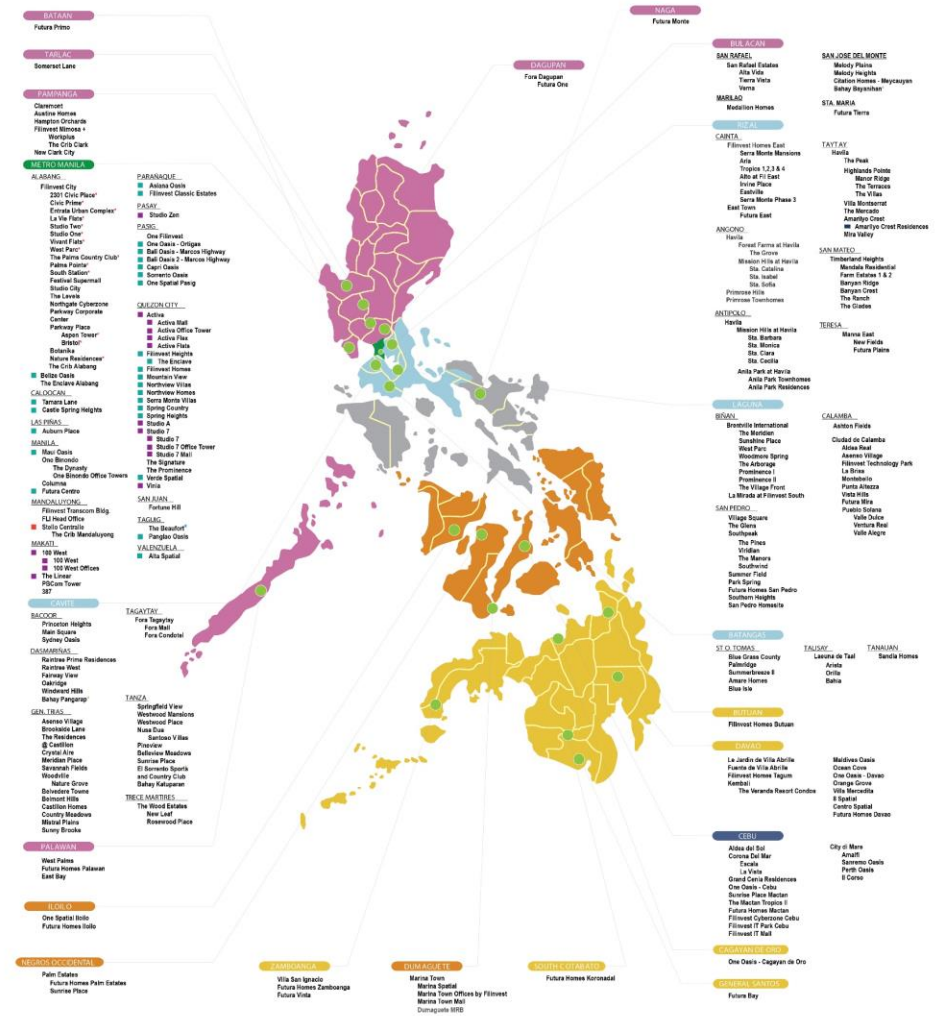 BATAAN
Futura Primo
TARLAC
Somerset Lane
PAMPANGA
Claremont
Austine Homes
Hampton Orchards
Filinvest Mimosa +
Workplus
The Crib Clark
New Clark City
METRO MANILA
ALABANG
Filinvest City
2301 Civic Place*
Civic Prime*
Entrata Urban Complex*
La Vie Flats*
Studio Two*
Studio One*
Vivant Flats*
West Parc*
The Palms Country Club*
Palms Pointe*
South Station*
Festival Supermall
Studio City
The Levels
Northgate Cyberzone
Parkway Corporate
Center
Parkway Place
Aspen Tower*
Bristol*
Botanika
Nature Residences*
The Crib Alabang
Belize Oasis
The Enclave Alabang
CALOOCAN
Tamara Lane
Castle Spring Heights
LAS PIÑAS
Auburn Place
MANILA
Maui Oasis
One Binondo
The Dynasty
One Binondo Office Towers
Columna
Futura Centro
MANDALUYONG
Filinvest Transcom Bldg.
FLI Head Office
Studio Centrale
The Crib Mandaluyong
MAKATI
100 West
100 West
100 West Offices
The Linear
PBCom Tower
387
PARAÑAQUE
Asiana Oasis
Filinvest Classic Estates
PASAY
Studio Zen
PASIG
One Filinvest
One Oasis - Ortigas
Bali Oasis - Marcos Highway
Bali Oasis 2 - Marcos Highway
Capri Oasis
Sorrento Oasis
One Spatial Pasig
QUEZON CITY
Activa
Activa Mall
Activa Office Tower
Activa Flex
Activa Flats
Filinvest Heights
The Enclave
Filinvest Homes
Mountain View
Northview Villas
Northview Homes
Serra Monte Villas
Spring Country
Spring Heights
Studio A
Studio 7
Studio 7
Studio 7 Office Tower
Studio 7 Mall
The Signature
The Prominence
Verde Spatial
Vinia
SAN JUAN
Fortune Hill
TAGUIG
The Beaufort
Panglao Oasis
VALENZUELA
Alta Spatial
CAVITE
BACOOR
Princeton Heights
Main Square
Sydney Oasis
DASMARIÑAS
Raintree Prime Residences
Raintree West
Fairway View
Oakridge
Windward Hills
Bahay Pangarap
GEN. TRIAS
Asenso Village
Brookside Lane
The Residences
@ Castillon
Crystal Aire
Meridian Place
Savannah Fields
Woodville
Nature Grove
Belvedere Towne
Belmont Hills
Castillon Homes
Country Meadows
Mistral Plains
Sunny Brooke
TAGAYTAY
Fora Tagaytay
Fora Mall
Fora Condotel
TANZA
Springfield View
Westwood Mansions
Westwood Place
Nusa Dua
Santoso Villas
Pineview
Belleview Meadows
Sunrise Place
El Sorrento Sports
and Country Club
Bahay Katuparan
TRECE MARTIRES
The Wood Estates
New Leaf
Rosewood Place
PALAWAN
West Palms
Futura Homes Palawan
East Bay
ILOILO
One Spatial Iloilo
Futura Homes Iloilo
NEGROS OCCIDENTAL
Palm Estates
Futura Homes Palm Estates
Sunrise Place
ZAMBOANGA
Villa San Ignacio
Futura Homes Zamboanga
Futura Vinta
DUMAGUETE
Marina Town
Marina Spatial
Marina Town Offices by Filinvest
Marina Town Mall
Dumaguete MRB
SOUTH COTABATO
Futura Homes Koronadal
NAGA
Futura Monte
DAGUPAN
Fora Dagupan
Futura One
BULACAN
SAN RAFAEL
San Rafael Estates
Alta Vida
Tierra Vista
Varna
MARILAO
Medallion Homes
SAN JOSE DEL MONTE
Melody Plains
Melody Heights
Citation Homes - Meycauyan
Bahay Bayanihan
STA. MARIA
Futura Tierra
RIZAL
CAINTA
Filinvest Homes East
Serra Monte Mansions
Aria
Tropics 1,2,3 & 4
Alto at Fil East
Irvine Place
Eastville
Serra Monte Phase 3
East Town
Futura East
ANGONO
Havila
Forest Farms at Havila
The Grove
Mission Hills at Havila
Sta. Catalina
Sta. Isabel
Sta. Sofia
Primrose Hills
Primrose Townhomes
ANTIPOLO
Havila
Mission Hills at Havila
Sta. Barbara
Sta. Monica
Sta. Clara
Sta. Cecilia
Anila Park at Havila
Anila Park Townhomes
Anila Park Residences
TAYTAY
Havila
The Peak
Highlands Pointe
Manor Ridge
The Terraces
The Villas
Villa Montserrat
The Mercado
Amarilyo Crest
Amarilyo Crest Residences
Mira Valley
SAN MATEO
Timberland Heights
Mandala Residential
Farm Estates 1 & 2
Banyan Ridge
Banyan Crest
The Ranch
The Glades
TERESA
Manna East
New Fields
Futura Plains
LAGUNA
BIÑAN
Brentville International
The Meridian
Sunshine Place
West Parc
Woodmore Spring
The Arborage
Prominence I
Prominence II
The Village Front
La Mirada at Filinvest South
SAN PEDRO
Village Square
The Glens
Southpeak
The Pines
Viridian
The Manors
Southwind
Summer Field
Park Spring
Futura Homes San Pedro
Southern Heights
San Pedro Homesite
CALAMBA
Ashton Fields
Ciudad de Calamba
Aldea Real
Asenso Village
Filinvest Technology Park
La Brisa
Montebello
Punta Altezza
Vista Hills
Futura Mira
Pueblo Solana
Valle Dulce
Ventura Real
Valle Alegre
BATANGAS
STO. TOMAS
Blue Grass County
Palmridge
Summerbreeze II
Amare Homes
Blue Isle
TALISAY
Laeuna de Taal
Arista
Orilla
Bahia
TANAUAN
Sandia Homes
BUTUAN
Filinvest Homes Butuan
DAVAO
Le Jardin de Villa Abrille
Fuente de Villa Abrille
Filinvest Homes Tagum
Kembali
The Veranda Resort Condos
Maldives Oasis
Ocean Cove
One Oasis - Davao
Orange Grove
Villa Mercedita
8 Spatial
Centro Spatial
Futura Homes Davao
CEBU
Aldea del Sol
Corona Del Mar
Escala
La Vista
Grand Cenia Residences
One Oasis - Cebu
Sunrise Place Mactan
The Mactan Tropics II
Futura Homes Mactan
Filinvest Cyberzone Cebu
Filinvest IT Park Cebu
Filinvest IT Mall
City di Mare
Amalfi
Sanremo Oasis
Perth Oasis
Il Corso
CAGAYAN DE ORO
One Oasis - Cagayan de Oro
GENERAL SANTOS
Futura Bay